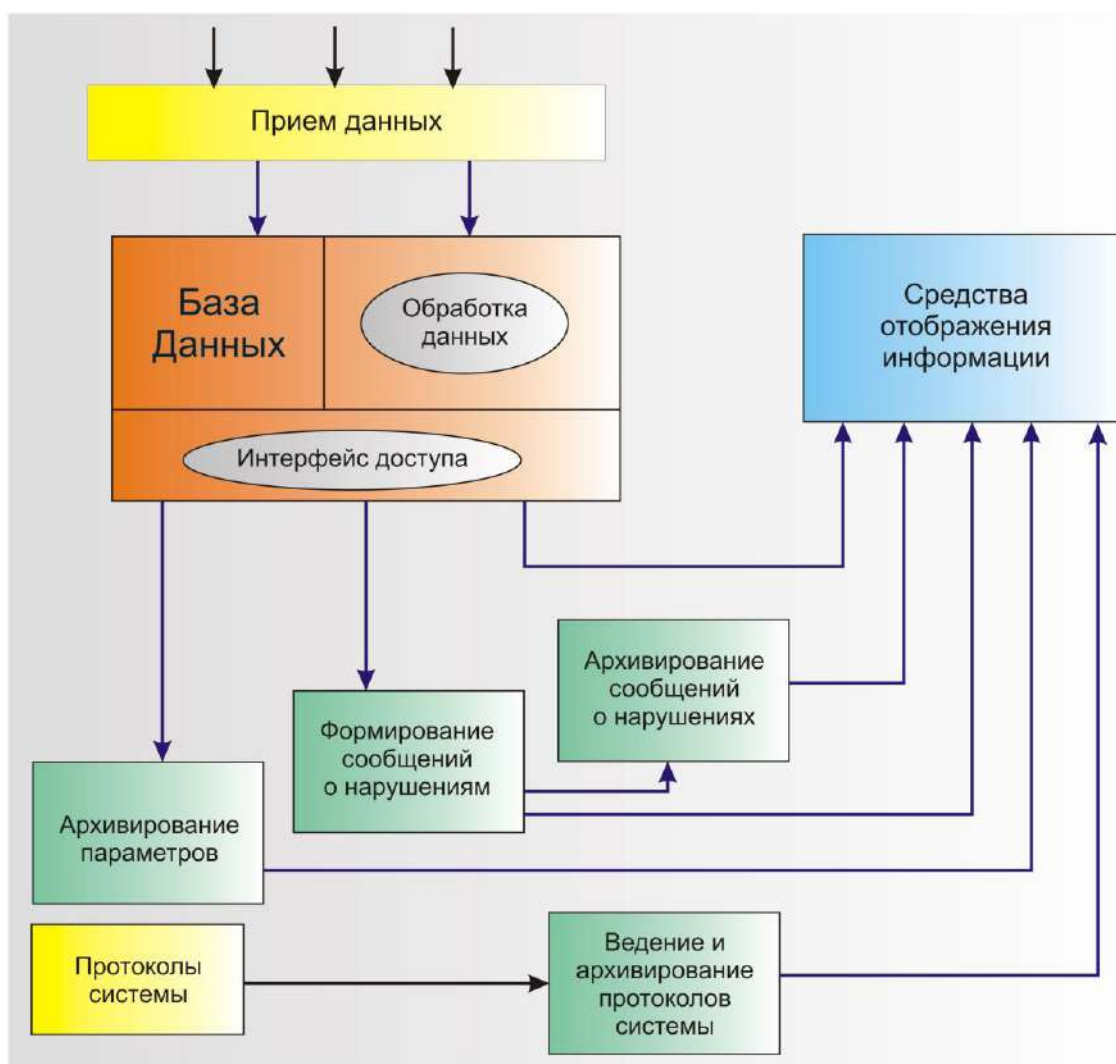 Прием данных
База
Данных
Обработка
данных
Интерфейс доступа
Средства
отображения
информации
Архивирование
сообщений
о нарушениях
Формирование
сообщений
о нарушениям
Архивирование
параметров
Протоколы
системы
Ведение и
архивирование
протоколов
системы